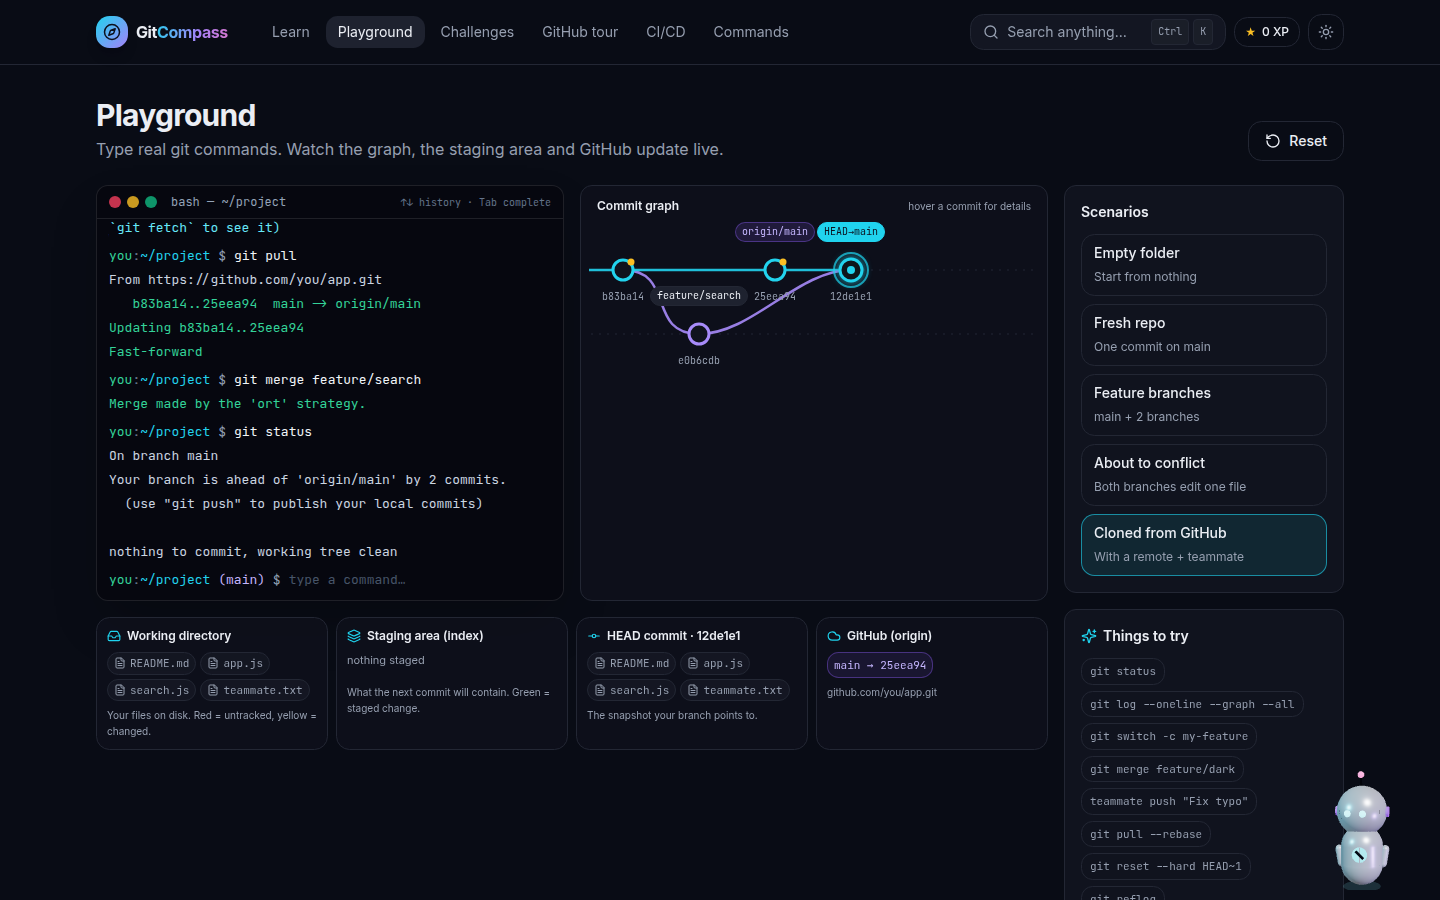 GitCompass
Learn
Playground
Challenges
GitHub tour
CI/CD
Commands
Search anything...
Ctrl
K
★ 0 XP
Playground
Type real git commands. Watch the graph, the staging area and GitHub update live.
Reset
bash — ~/project
↑↓ history · Tab complete
`git fetch` to see it)
you:~/project $ git pull
From https://github.com/you/app.git
b83ba14..25eea94 main -> origin/main
Updating b83ba14..25eea94
Fast-forward
you:~/project $ git merge feature/search
Merge made by the 'ort' strategy.
you:~/project $ git status
On branch main
Your branch is ahead of 'origin/main' by 2 commits.
(use "git push" to publish your local commits)
nothing to commit, working tree clean
you:~/project (main) $ type a command…
Commit graph
hover a commit for details
origin/main
HEAD→main
b83ba14
feature/search
25eea94
12de1e1
e0b6cdb
Scenarios
Empty folder
Start from nothing
Fresh repo
One commit on main
Feature branches
main + 2 branches
About to conflict
Both branches edit one file
Cloned from GitHub
With a remote + teammate
Working directory
README.md
app.js
search.js
teammate.txt
Your files on disk. Red = untracked, yellow =
changed.
Staging area (index)
nothing staged
What the next commit will contain. Green =
staged change.
HEAD commit · 12de1e1
README.md
app.js
search.js
teammate.txt
The snapshot your branch points to.
GitHub (origin)
main → 25eea94
github.com/you/app.git
Things to try
git status
git log --oneline --graph --all
git switch -c my-feature
git merge feature/dark
teammate push "Fix typo"
git pull --rebase
git reset --hard HEAD~1
git reflog